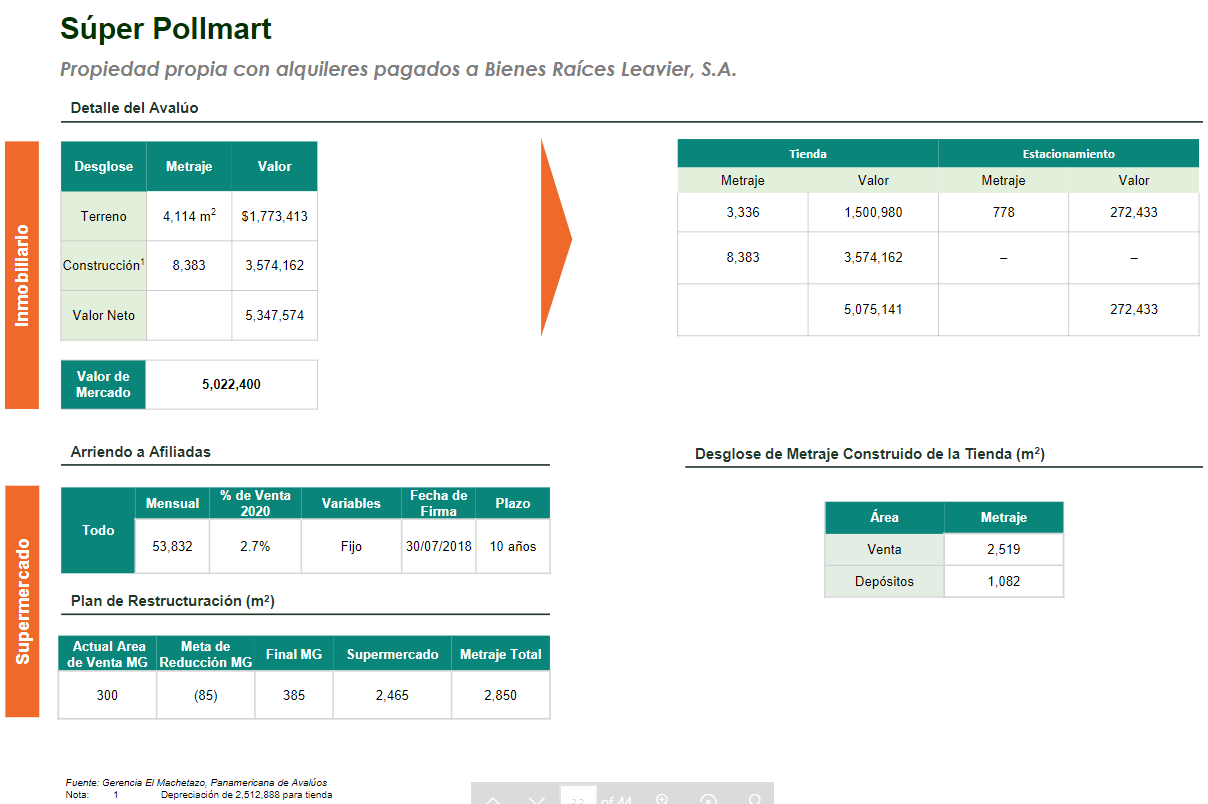 Súper Pollmart
Propiedad propia con alquileres pagados a Bienes Raíces Leavier, S.A.
Detalle del Avalúo
Inmobiliario
Desglose Metraje Valor
Terreno 4,114 m² $1,773,413
Construcción¹ 8,383 3,574,162
Valor Neto 5,347,574
Valor de Mercado 5,022,400
Tienda Estacionamiento
Metraje Valor Metraje Valor
3,336 1,500,980 778 272,433
8,383 3,574,162 – –
5,075,141 272,433
Supermercado
Arriendo a Afiliadas
Todo Mensual % de Venta 2020 Variables Fecha de Firma Plazo
53,832 2.7% Fijo 30/07/2018 10 años
Plan de Restructuración (m²)
Actual Area de Venta MG Meta de Reducción MG Final MG Supermercado Metraje Total
300 (85) 385 2,465 2,850
Desglose de Metraje Construido de la Tienda (m²)
Área Metraje
Venta 2,519
Depósitos 1,082
Fuente: Gerencia El Machetazo, Panamericana de Avalúos
Nota: 1 Depreciación de 2,512,888 para tienda
of 44